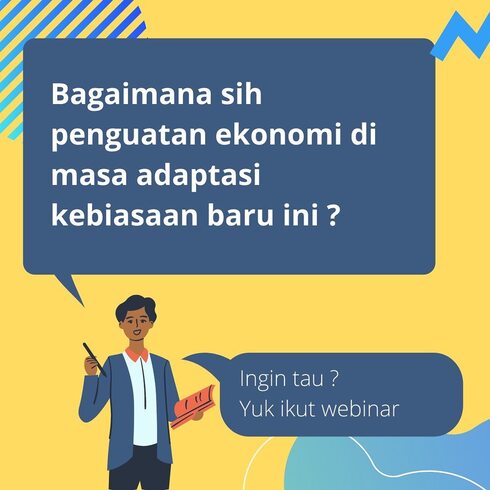 Bagaimana sih
penguatan ekonomi di
masa adaptasi
kebiasaan baru ini ?
Ingin tau ?
Yuk ikut webinar